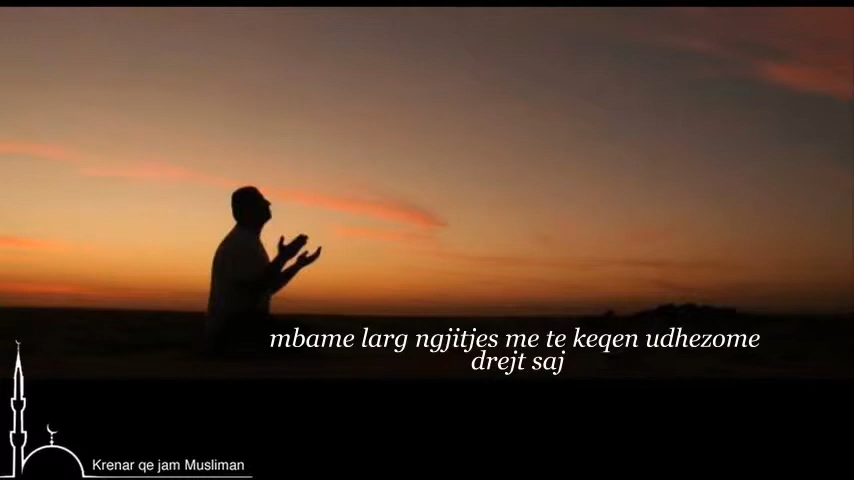 mbame larg ngjitjes me te keqen udhezome
drejt saj
Krenar qe jam Musliman